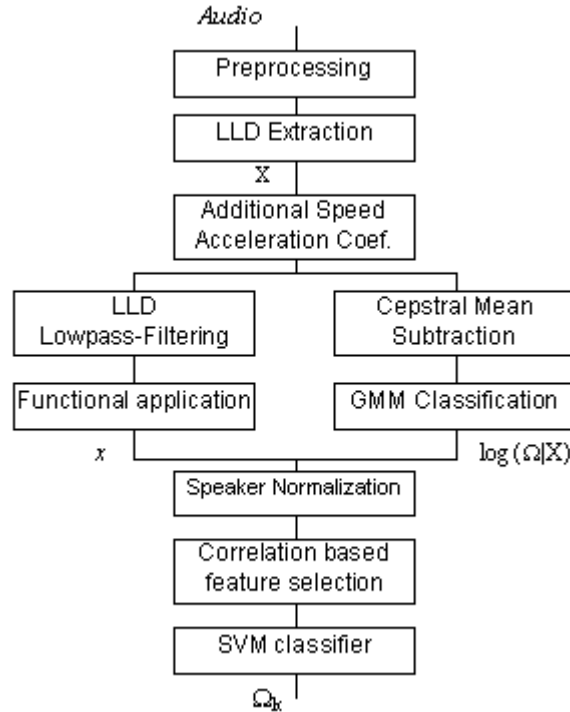 Audio
Preprocessing
LLD Extraction
X
Additional Speed
Acceleration Coef.
LLD
Lowpass-Filtering
Cepstral Mean
Subtraction
Functional application
GMM Classification
x
log (Ω|X)
Speaker Normalization
Correlation based
feature selection
SVM classifier
Ωk